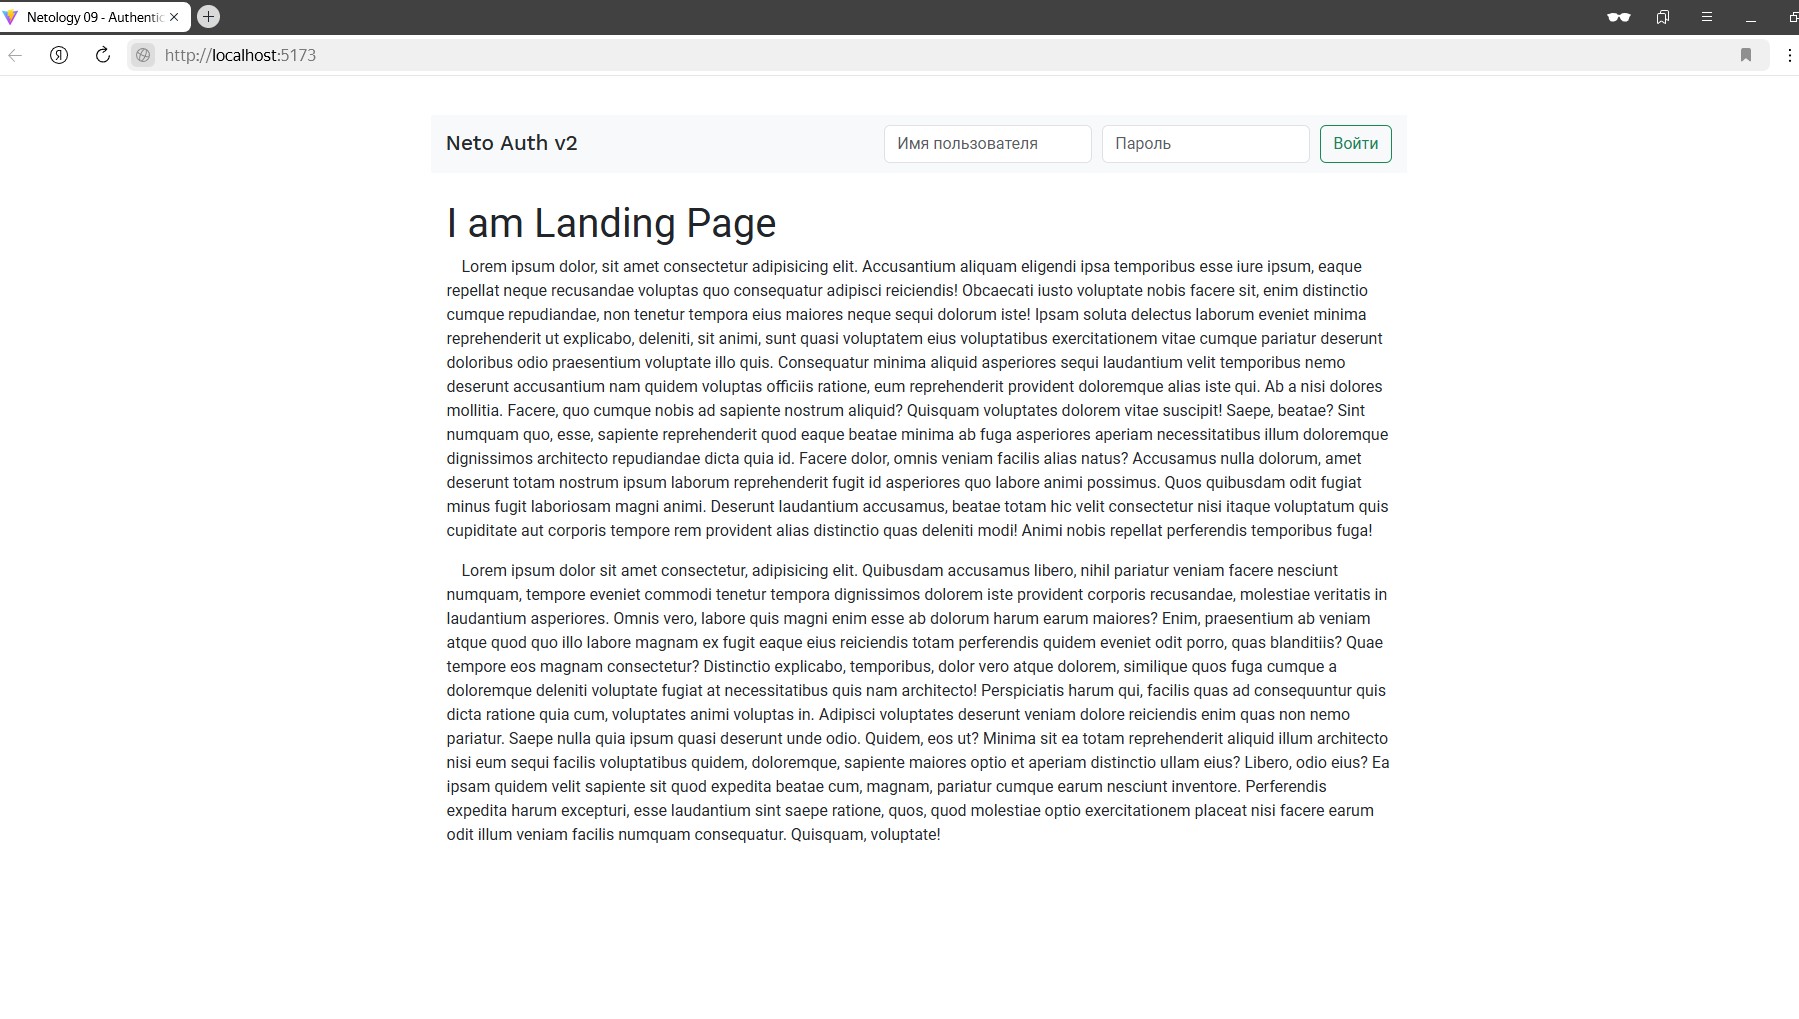 Netology 09 - Authentic
http://localhost:5173
Neto Auth v2
Имя пользователя
Пароль
Войти
I am Landing Page
Lorem ipsum dolor, sit amet consectetur adipisicing elit. Accusantium aliquam eligendi ipsa temporibus esse iure ipsum, eaque
repellat neque recusandae voluptas quo consequatur adipisci reiciendis! Obcaecati iusto voluptate nobis facere sit, enim distinctio
cumque repudiandae, non tenetur tempora eius maiores neque sequi dolorum iste! Ipsam soluta delectus laborum eveniet minima
reprehenderit ut explicabo, deleniti, sit animi, sunt quasi voluptatem eius voluptatibus exercitationem vitae cumque pariatur deserunt
doloribus odio praesentium voluptate illo quis. Consequatur minima aliquid asperiores sequi laudantium velit temporibus nemo
deserunt accusantium nam quidem voluptas officiis ratione, eum reprehenderit provident doloremque alias iste qui. Ab a nisi dolores
mollitia. Facere, quo cumque nobis ad sapiente nostrum aliquid? Quisquam voluptates dolorem vitae suscipit! Saepe, beatae? Sint
numquam quo, esse, sapiente reprehenderit quod eaque beatae minima ab fuga asperiores aperiam necessitatibus illum doloremque
dignissimos architecto repudiandae dicta quia id. Facere dolor, omnis veniam facilis alias natus? Accusamus nulla dolorum, amet
deserunt totam nostrum ipsum laborum reprehenderit fugit id asperiores quo labore animi possimus. Quos quibusdam odit fugiat
minus fugit laboriosam magni animi. Deserunt laudantium accusamus, beatae totam hic velit consectetur nisi itaque voluptatum quis
cupiditate aut corporis tempore rem provident alias distinctio quas deleniti modi! Animi nobis repellat perferendis temporibus fuga!
Lorem ipsum dolor sit amet consectetur, adipisicing elit. Quibusdam accusamus libero, nihil pariatur veniam facere nesciunt
numquam, tempore eveniet commodi tenetur tempora dignissimos dolorem iste provident corporis recusandae, molestiae veritatis in
laudantium asperiores. Omnis vero, labore quis magni enim esse ab dolorum harum earum maiores? Enim, praesentium ab veniam
atque quod quo illo labore magnam ex fugit eaque eius reiciendis totam perferendis quidem eveniet odit porro, quas blanditiis? Quae
tempore eos magnam consectetur? Distinctio explicabo, temporibus, dolor vero atque dolorem, similique quos fuga cumque a
doloremque deleniti voluptate fugiat at necessitatibus quis nam architecto! Perspiciatis harum qui, facilis quas ad consequuntur quis
dicta ratione quia cum, voluptates animi voluptas in. Adipisci voluptates deserunt veniam dolore reiciendis enim quas non nemo
pariatur. Saepe nulla quia ipsum quasi deserunt unde odio. Quidem, eos ut? Minima sit ea totam reprehenderit aliquid illum architecto
nisi eum sequi facilis voluptatibus quidem, doloremque, sapiente maiores optio et aperiam distinctio ullam eius? Libero, odio eius? Ea
ipsam quidem velit sapiente sit quod expedita beatae cum, magnam, pariatur cumque earum nesciunt inventore. Perferendis
expedita harum excepturi, esse laudantium sint saepe ratione, quos, quod molestiae optio exercitationem placeat nisi facere earum
odit illum veniam facilis numquam consequatur. Quisquam, voluptate!